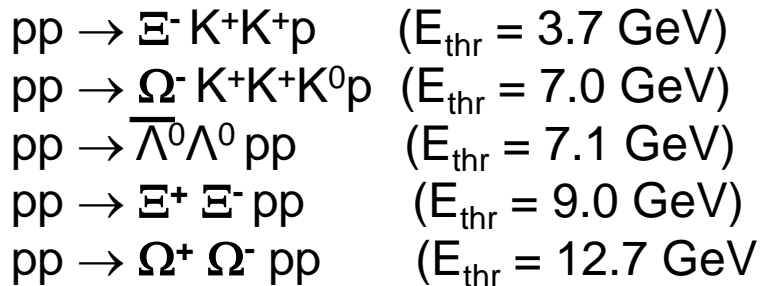 pp → Ξ⁻ K⁺K⁺p (E_thr = 3.7 GeV)
pp → Ω⁻ K⁺K⁺K⁰p (E_thr = 7.0 GeV)
pp → Λ̅⁰Λ⁰ pp (E_thr = 7.1 GeV)
pp → Ξ⁺ Ξ⁻ pp (E_thr = 9.0 GeV)
pp → Ω⁺ Ω⁻ pp (E_thr = 12.7 GeV